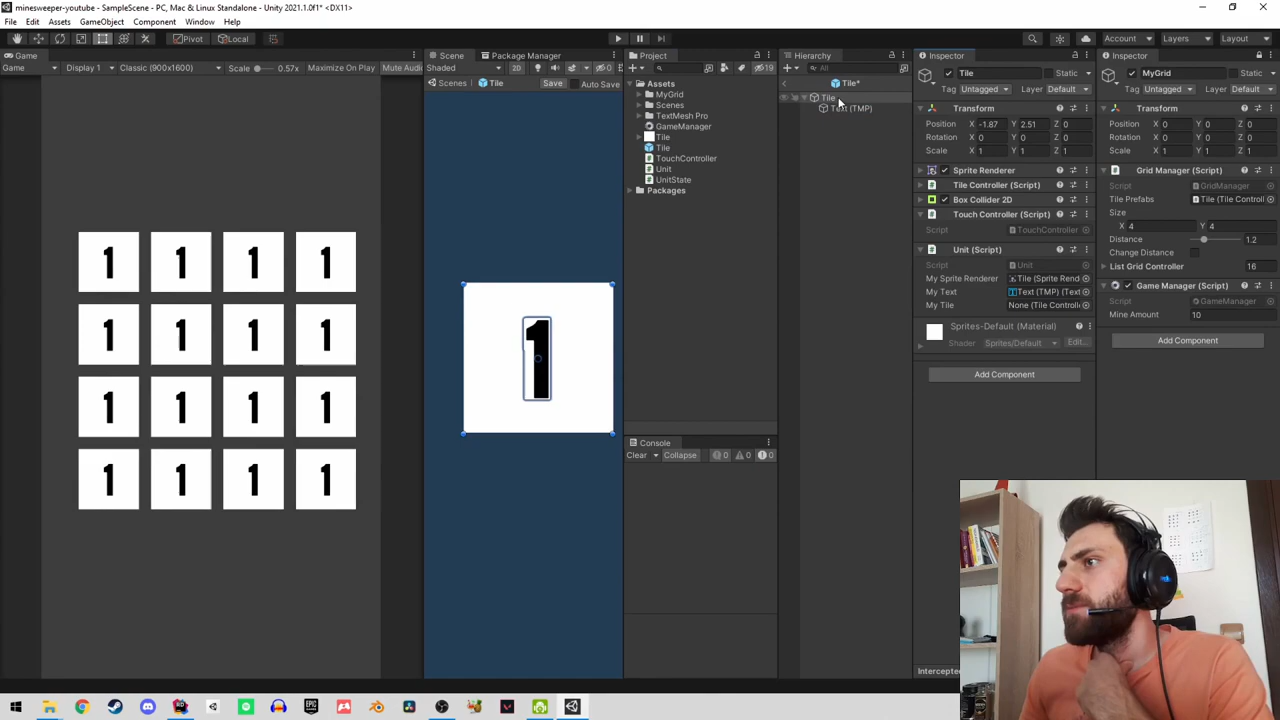 minesweeper-youtube - SampleScene - PC, Mac & Linux Standalone - Unity 2021.1.0f1* <DX11>
File Edit Assets GameObject Component Window Help
Pivot Local Account Layers Layout
Game
Game Display 1 Classic (900x1600) Scale 0.57x Maximize On Play Mute Audi
1 1 1 1
1 1 1 1
1 1 1 1
1 1 1 1
Scene Package Manager
Shaded 2D 0
Scenes Tile Save Auto Save
1
Project
19
Assets
MyGrid
Scenes
TextMesh Pro
GameManager
Tile
Tile
TouchController
Unit
UnitState
Packages
Console
Clear Collapse 0 0 0
Hierarchy
All
Tile*
Tile
Text (TMP)
Inspector
Tile Static
Tag Untagged Layer Default
Transform
Position X -1.87 Y 2.51 Z 0
Rotation X 0 Y 0 Z 0
Scale X 1 Y 1 Z 1
Sprite Renderer
Tile Controller (Script)
Box Collider 2D
Touch Controller (Script)
Script TouchController
Unit (Script)
Script Unit
My Sprite Renderer Tile (Sprite Rend
My Text Text (TMP) (Text
My Tile None (Tile Controlle
Sprites-Default (Material)
Shader Sprites/Default Edit...
Add Component
Intercepte
Inspector
MyGrid Static
Tag Untagged Layer Default
Transform
Position X 0 Y 0 Z 0
Rotation X 0 Y 0 Z 0
Scale X 1 Y 1 Z 1
Grid Manager (Script)
Script GridManager
Tile Prefabs Tile (Tile Controll
Size
X 4 Y 4
Distance 1.2
Change Distance
List Grid Controller 16
Game Manager (Script)
Script GameManager
Mine Amount 10
Add Component